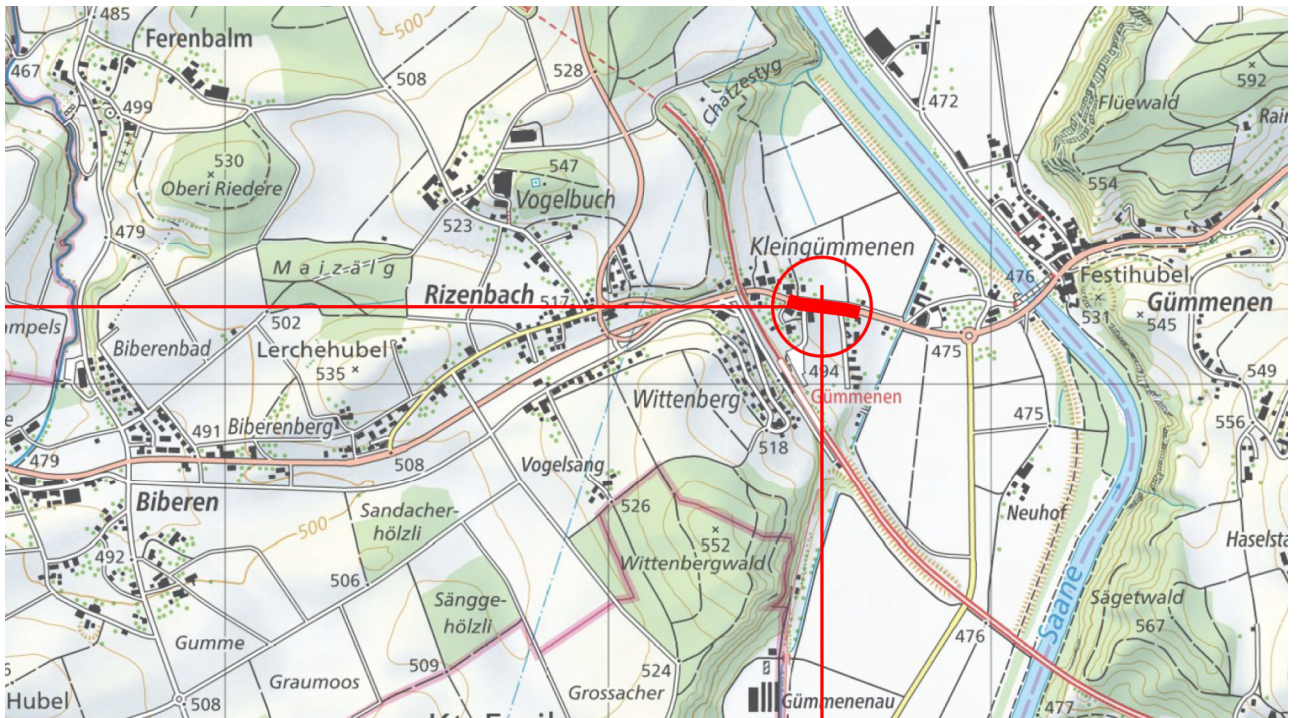 485
Ferenbalm
500
467
508
528
499
Chatzestyg
472
592
Flüewald
530
Oberi Riedere
547
Vogelbuch
554
479
523
Kleingümmenen
Maizälg
476
Festihubel
Rizenbach
517
Gümmenen
531
545
502
ampels
Biberenbad
Lerchehubel
535
475
494
Gümmenen
Wittenberg
549
491
Biberenberg
475
556
518
479
508
Vogelsang
Biberen
526
Neuhof
500
Sandacher-
hölzli
552
Wittenbergwald
Haselsta
492
506
Saane
Sängge-
hölzli
Sägetwald
567
476
Gumme
509
524
Graumoos
Grossacher
Hubel
508
Gümmenenau
477